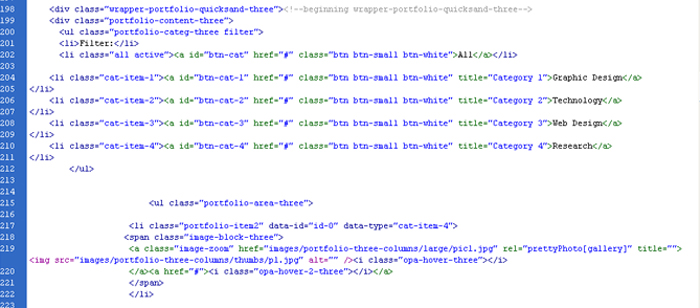 198 <div class="wrapper-portfolio-quicksand-three"><!--beginning wrapper-portfolio-quicksand-three-->
199 <div class="portfolio-content-three">
200 <ul class="portfolio-categ-three filter">
201 <li>Filter:</li>
202 <li class="all active"><a id="btn-cat" href="#" class="btn btn-small btn-white">All</a></li>
203
204 <li class="cat-item-1"><a id="btn-cat-1" href="#" class="btn btn-small btn-white" title="Category 1">Graphic Design</a>
205 </li>
206 <li class="cat-item-2"><a id="btn-cat-2" href="#" class="btn btn-small btn-white" title="Category 2">Technology</a>
207 </li>
208 <li class="cat-item-3"><a id="btn-cat-3" href="#" class="btn btn-small btn-white" title="Category 3">Web Design</a>
209 </li>
210 <li class="cat-item-4"><a id="btn-cat-4" href="#" class="btn btn-small btn-white" title="Category 4">Research</a>
211 </li>
212 </ul>
213
214
215 <ul class="portfolio-area-three">
216
217 <li class="portfolio-item2" data-id="id-0" data-type="cat-item-4">
218 <span class="image-block-three">
219 <a class="image-zoom" href="images/portfolio-three-columns/large/pic1.jpg" rel="prettyPhoto[gallery]" title="">
<img src="images/portfolio-three-columns/thumbs/p1.jpg" alt="" /><i class="opa-hover-three"></i>
220 </a><a href="#"><i class="opa-hover-2-three"></i></a>
221 </span>
222 </li>
223